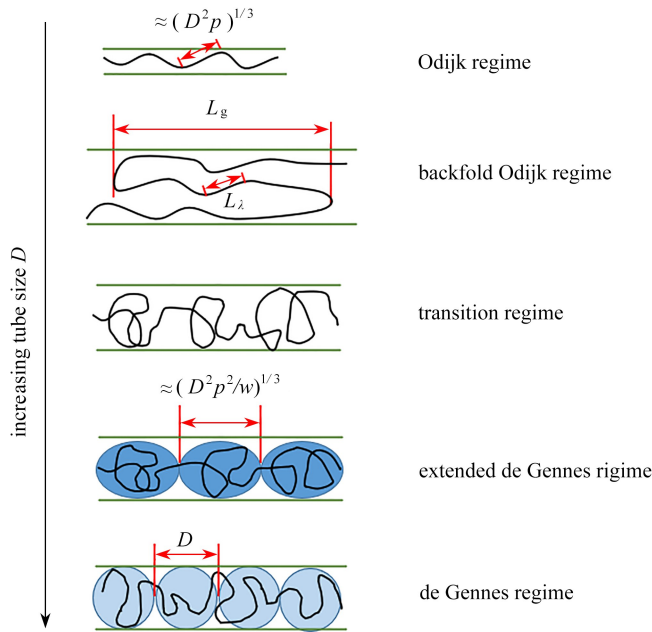 ≈(D²p)^1/3
Odijk regime
L_g
backfold Odijk regime
L_λ
transition regime
≈(D²p²/w)^1/3
extended de Gennes rigime
D
de Gennes regime
increasing tube size D